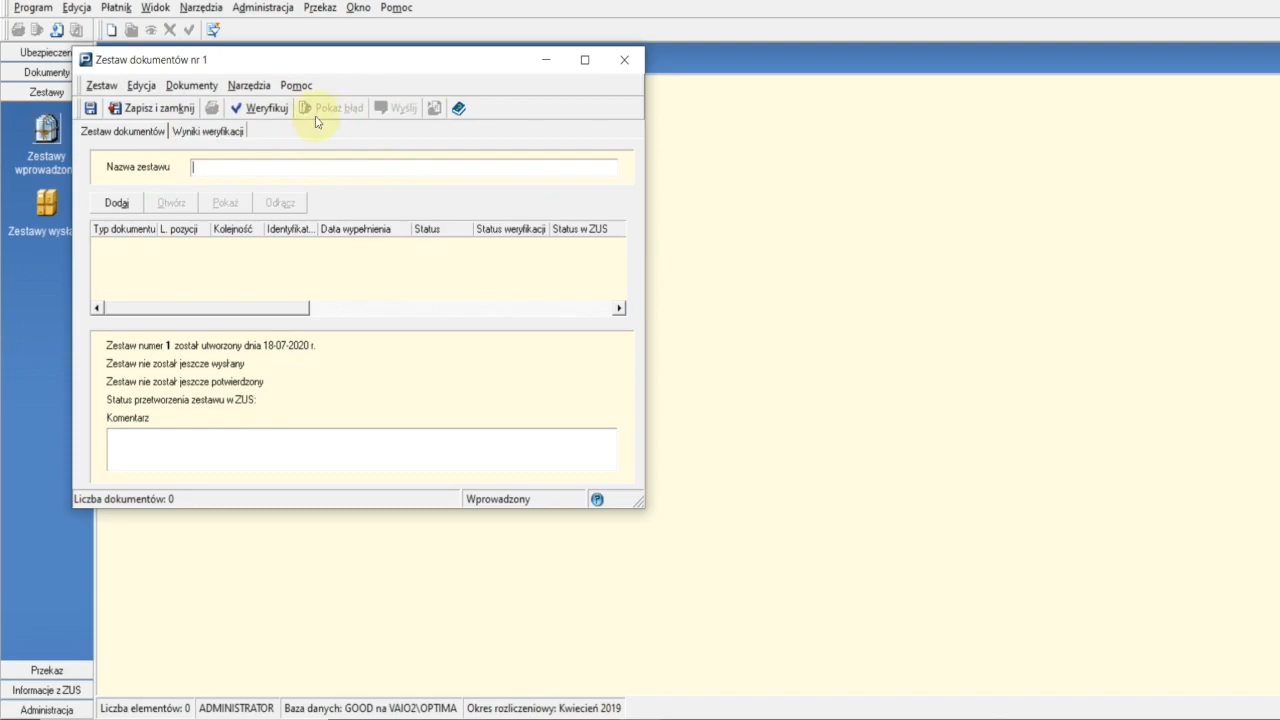 Program Edycja Płatnik Widok Narzędzia Administracja Przekaz Okno Pomoc
Ubezpieczen
Dokumenty
Zestawy
Zestawy
wprowadzon
Zestawy wysła
Przekaz
Informacje z ZUS
Administracja
Zestaw dokumentów nr 1
Zestaw Edycja Dokumenty Narzędzia Pomoc
Zapisz i zamknij Weryfikuj Pokaż błąd Wyślij
Zestaw dokumentów Wyniki weryfikacji
Nazwa zestawu
Dodaj Otwórz Pokaż Odłącz
Typ dokumentu L. pozycji Kolejność Identyfikat... Data wypełnienia Status Status weryfikacji Status w ZUS
Zestaw numer 1 został utworzony dnia 18-07-2020 r.
Zestaw nie został jeszcze wysłany
Zestaw nie został jeszcze potwierdzony
Status przetworzenia zestawu w ZUS:
Komentarz
Liczba dokumentów: 0 Wprowadzony
Liczba elementów: 0 ADMINISTRATOR Baza danych: GOOD na VAIO2\OPTIMA Okres rozliczeniowy: Kwiecień 2019